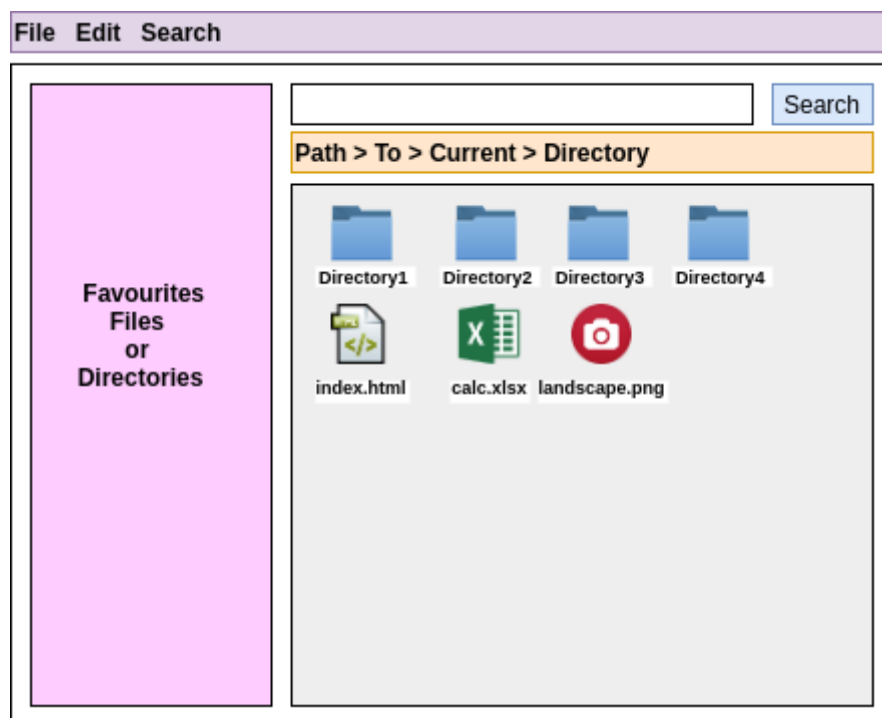 File Edit Search
Search
Path > To > Current > Directory
Favourites
Files
or
Directories
Directory1 Directory2 Directory3 Directory4
X </>
index.html calc.xlsx landscape.png